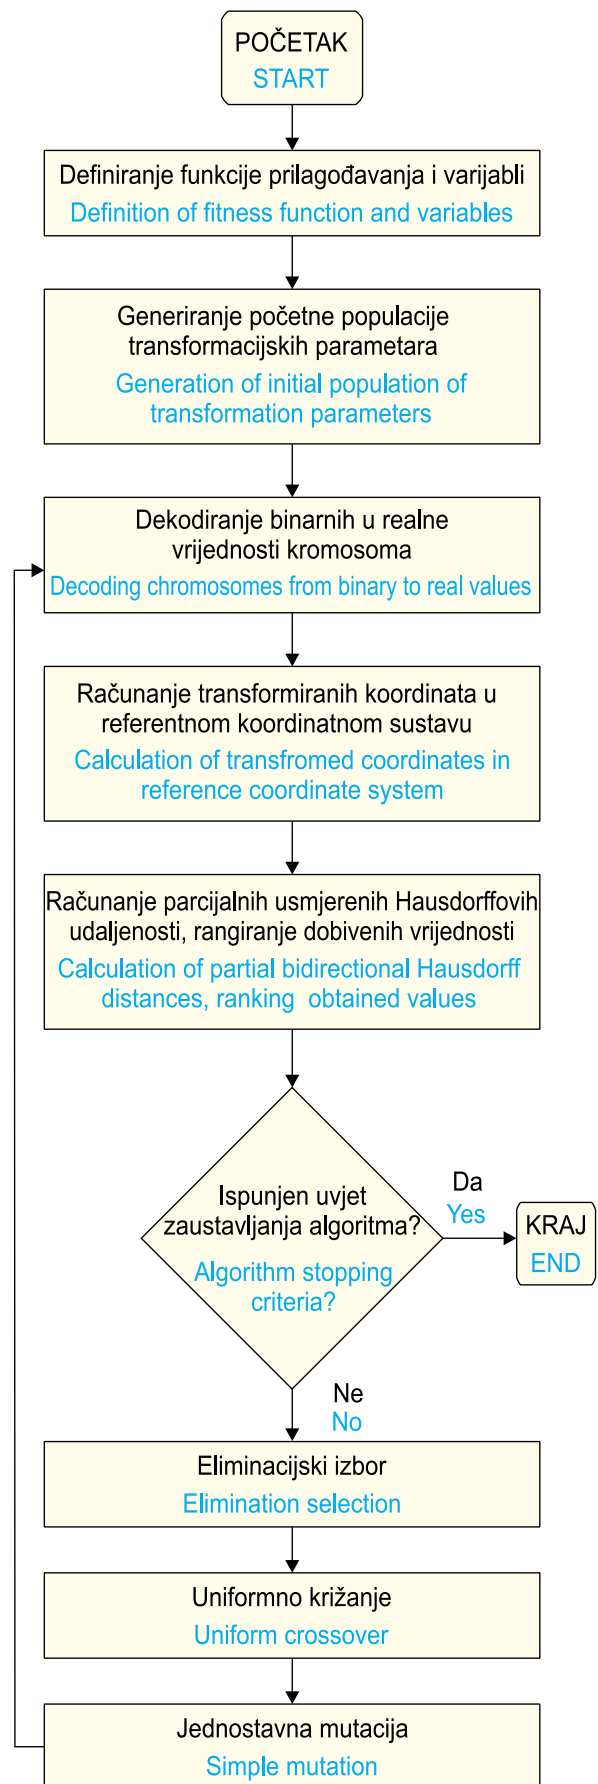 POČETAK
START
Definiranje funkcije prilagođavanja i varijabli
Definition of fitness function and variables
Generiranje početne populacije
transformacijskih parametara
Generation of initial population of
transformation parameters
Dekodiranje binarnih u realne
vrijednosti kromosoma
Decoding chromosomes from binary to real values
Računanje transformiranih koordinata u
referentnom koordinatnom sustavu
Calculation of transfromed coordinates in
reference coordinate system
Računanje parcijalnih usmjerenih Hausdorffovih
udaljenosti, rangiranje dobivenih vrijednosti
Calculation of partial bidirectional Hausdorff
distances, ranking obtained values
Ispunjen uvjet
zaustavljanja algoritma?
Algorithm stopping
criteria?
Da
Yes
KRAJ
END
Ne
No
Eliminacijski izbor
Elimination selection
Uniformno križanje
Uniform crossover
Jednostavna mutacija
Simple mutation